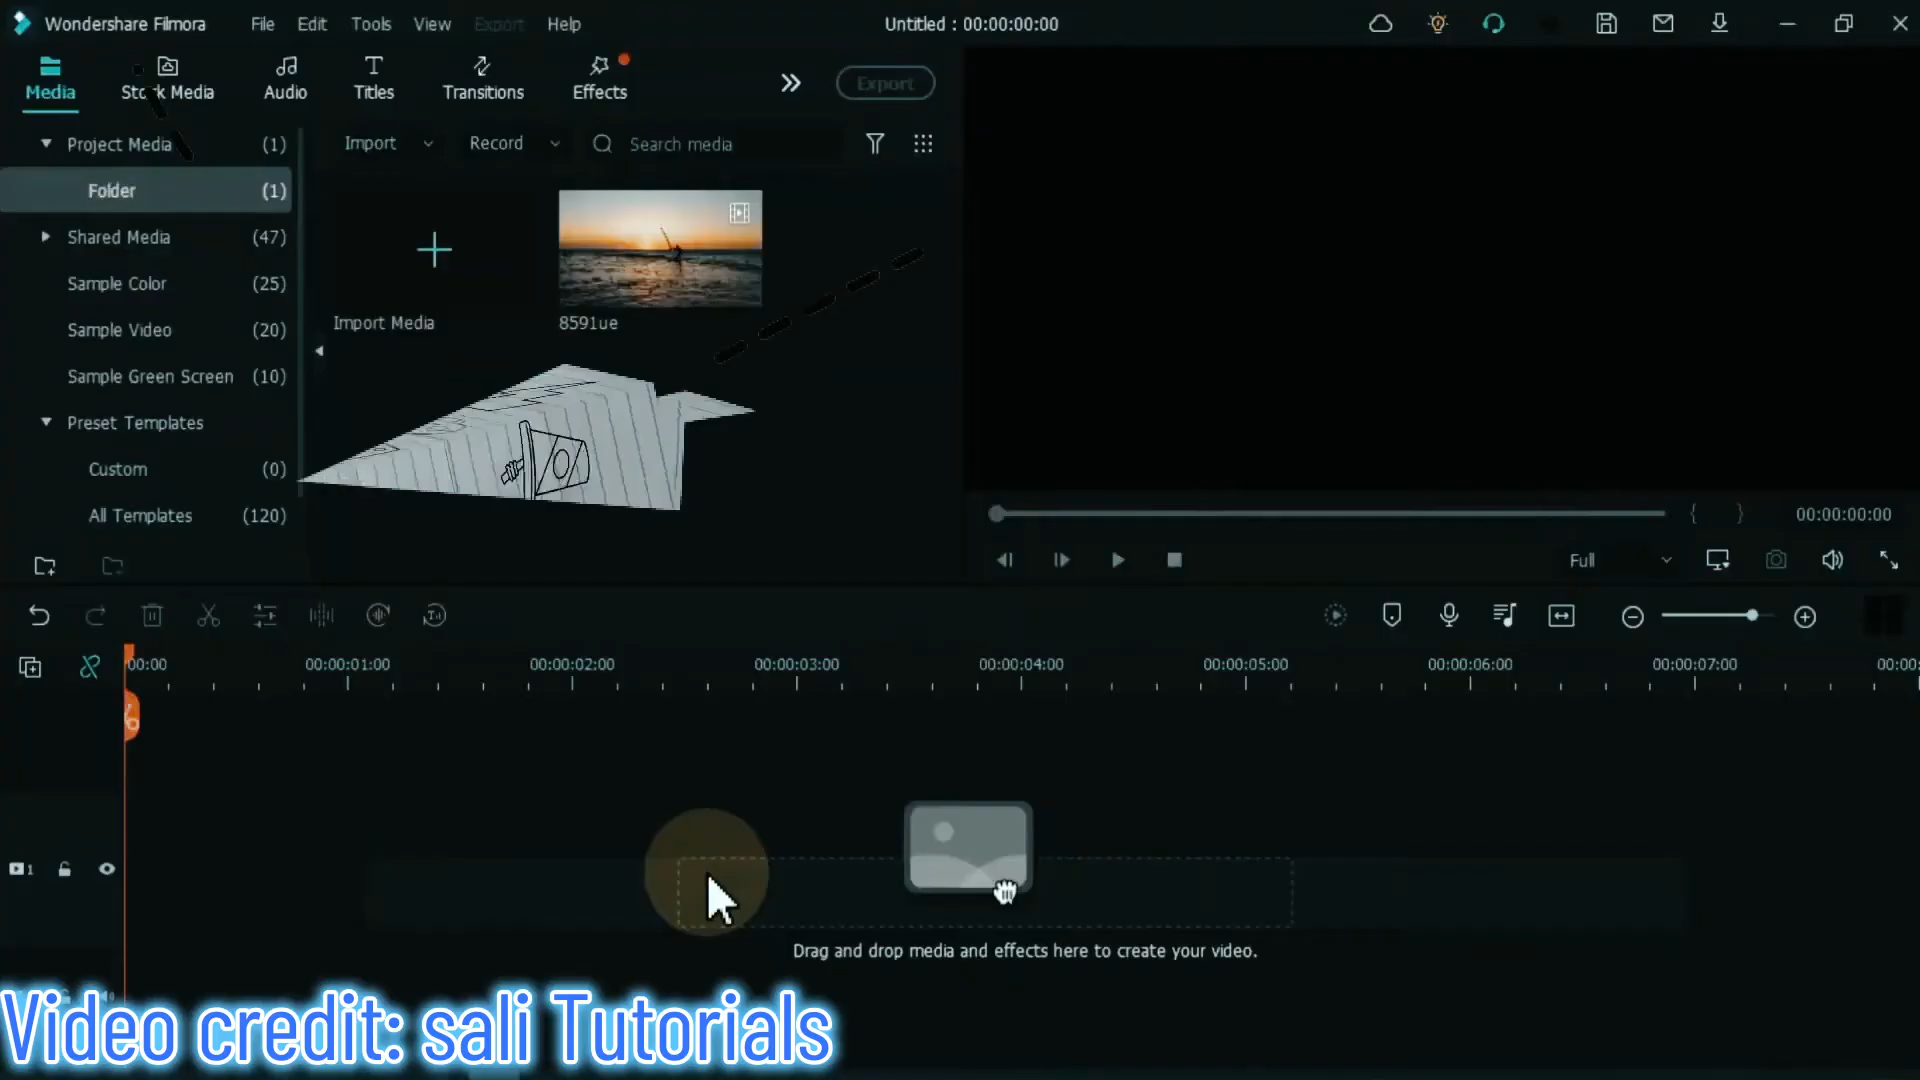 Wondershare Filmora
File Edit Tools View Export Help
Untitled : 00:00:00:00
Media
Stock Media
Audio
Titles
Transitions
Effects
Export
Project Media (1)
Folder (1)
Shared Media (47)
Sample Color (25)
Sample Video (20)
Sample Green Screen (10)
Preset Templates
Custom (0)
All Templates (120)
Import
Record
Search media
Import Media
8591ue
{ } 00:00:00:00
Full
00:00 00:00:01:00 00:00:02:00 00:00:03:00 00:00:04:00 00:00:05:00 00:00:06:00 00:00:07:00 00:00:
1
Drag and drop media and effects here to create your video.
Video credit: sali Tutorials